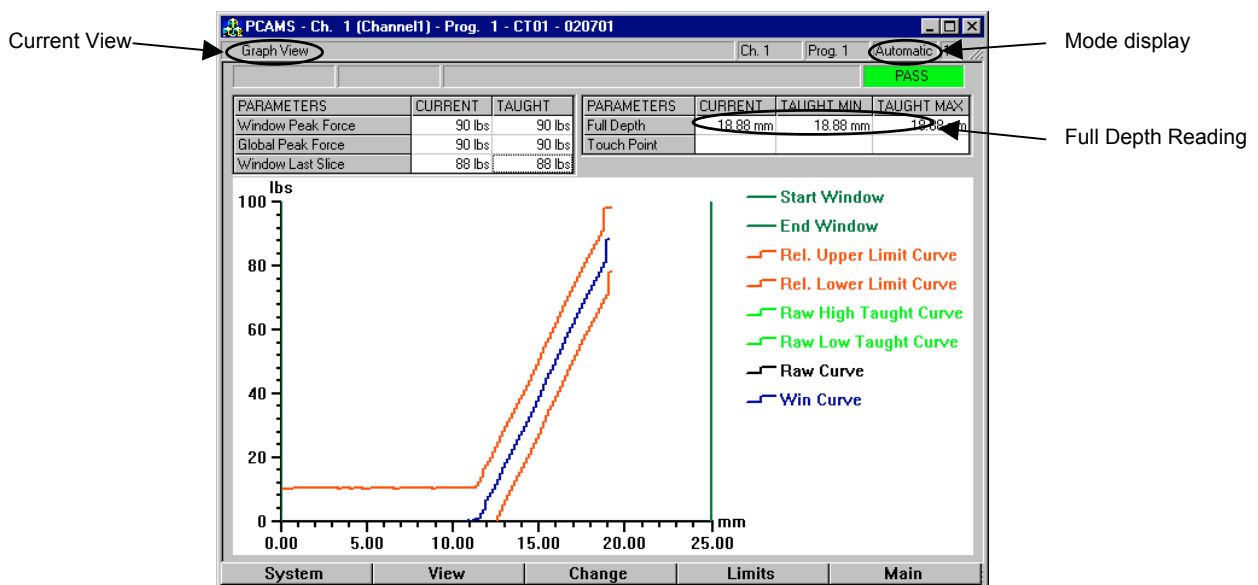 PCAMS - Ch. 1 (Channel1) - Prog. 1 - CT01 - 020701
Current View
Graph View
Ch. 1
Prog. 1
Automatic
Mode display
PASS
PARAMETERS CURRENT TAUGHT
Window Peak Force 90 lbs 90 lbs
Global Peak Force 90 lbs 90 lbs
Window Last Slice 88 lbs 88 lbs
PARAMETERS CURRENT TAUGHT MIN TAUGHT MAX
Full Depth 18.88 mm 18.88 mm 18.88 mm
Touch Point
Full Depth Reading
lbs
100
80
60
40
20
0
0.00 5.00 10.00 15.00 20.00 25.00
mm
Start Window
End Window
Rel. Upper Limit Curve
Rel. Lower Limit Curve
Raw High Taught Curve
Raw Low Taught Curve
Raw Curve
Win Curve
System View Change Limits Main